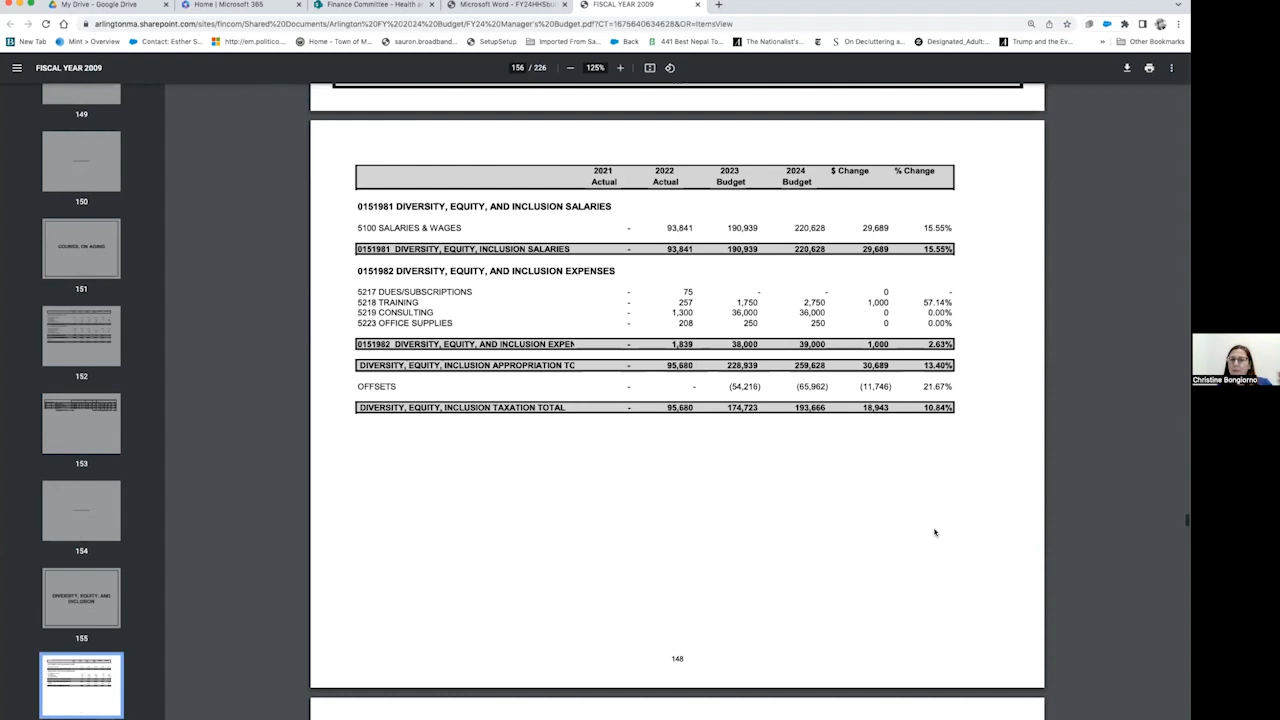 My Drive - Google Drive
Home | Microsoft 365
Finance Committee - Health a
Microsoft Word - FY24HHSbu
FISCAL YEAR 2009
arlingtonma.sharepoint.com/sites/fincom/Shared%20Documents/Arlington%20FY%202024%20Budget/FY24%20Manager's%20Budget.pdf?CT=1675640634628&OR=ItemsView
New Tab
Mint > Overview
Contact: Esther S...
http://em.politico....
Home - Town of M...
sauron.broadband...
SetupSetup
Imported From Sa...
Back
441 Best Nepal To...
The Nationalist's...
On Decluttering a...
Designated_Adult:...
Trump and the Ev...
»
Other Bookmarks
FISCAL YEAR 2009
156 / 226
125%
149
150
COUNCIL ON AGING
151
152
153
154
DIVERSITY, EQUITY, AND
INCLUSION
155
2021 2022 2023 2024 $ Change % Change
Actual Actual Budget Budget
0151981 DIVERSITY, EQUITY, AND INCLUSION SALARIES
5100 SALARIES & WAGES - 93,841 190,939 220,628 29,689 15.55%
0151981 DIVERSITY, EQUITY, INCLUSION SALARIES - 93,841 190,939 220,628 29,689 15.55%
0151982 DIVERSITY, EQUITY, AND INCLUSION EXPENSES
5217 DUES/SUBSCRIPTIONS - 75 - - 0 -
5218 TRAINING - 257 1,750 2,750 1,000 57.14%
5219 CONSULTING - 1,300 36,000 36,000 0 0.00%
5223 OFFICE SUPPLIES - 208 250 250 0 0.00%
0151982 DIVERSITY, EQUITY, AND INCLUSION EXPEN - 1,839 38,000 39,000 1,000 2.63%
DIVERSITY, EQUITY, INCLUSION APPROPRIATION TO - 95,680 228,939 259,628 30,689 13.40%
OFFSETS - - (54,216) (65,962) (11,746) 21.67%
DIVERSITY, EQUITY, INCLUSION TAXATION TOTAL - 95,680 174,723 193,666 18,943 10.84%
148
Christine Bongiorno